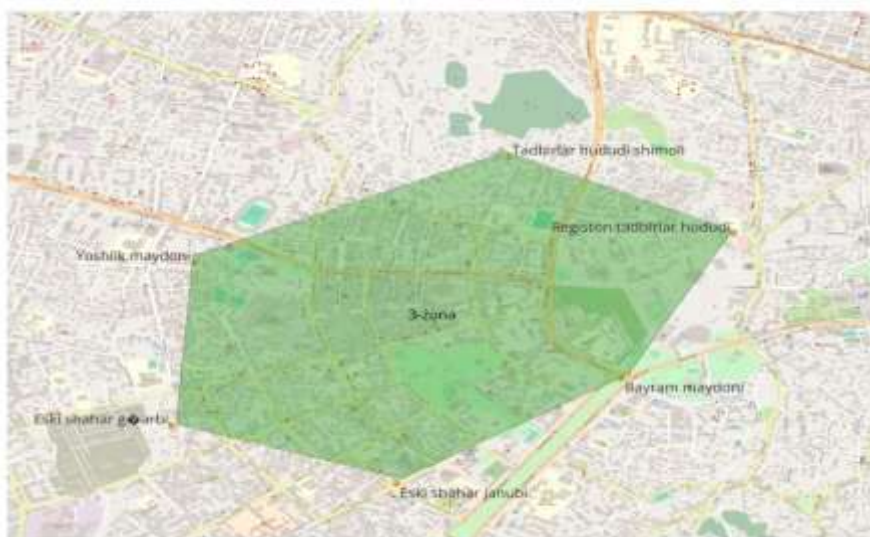 Tadbirlar hududi shimoli
Registon tadbirlar hududi
Yoshlik maydoni
3-zona
Bayram maydoni
Eski shahar g�arbi
Eski shahar janubi